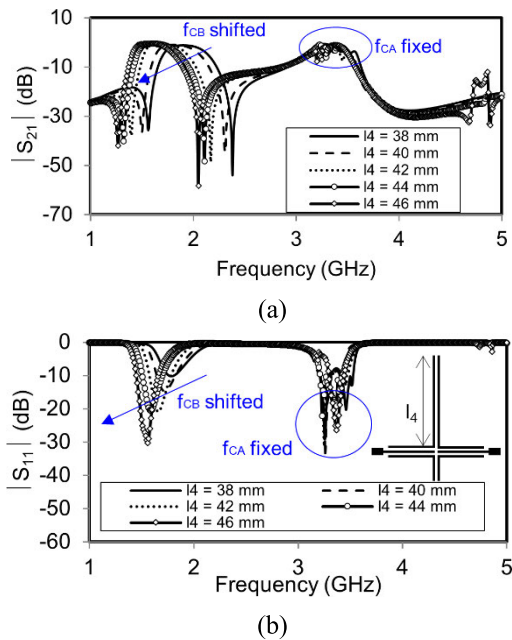 10
-10
-30
-50
-70
|S21| (dB)
fCB shifted
fCA fixed
l4 = 38 mm
l4 = 40 mm
l4 = 42 mm
l4 = 44 mm
l4 = 46 mm
1 2 3 4 5
Frequency (GHz)
(a)
0
-10
-20
-30
-40
-50
-60
|S11| (dB)
fCB shifted
fCA fixed
l4
l4 = 38 mm l4 = 40 mm
l4 = 42 mm l4 = 44 mm
l4 = 46 mm
1 2 3 4 5
Frequency (GHz)
(b)